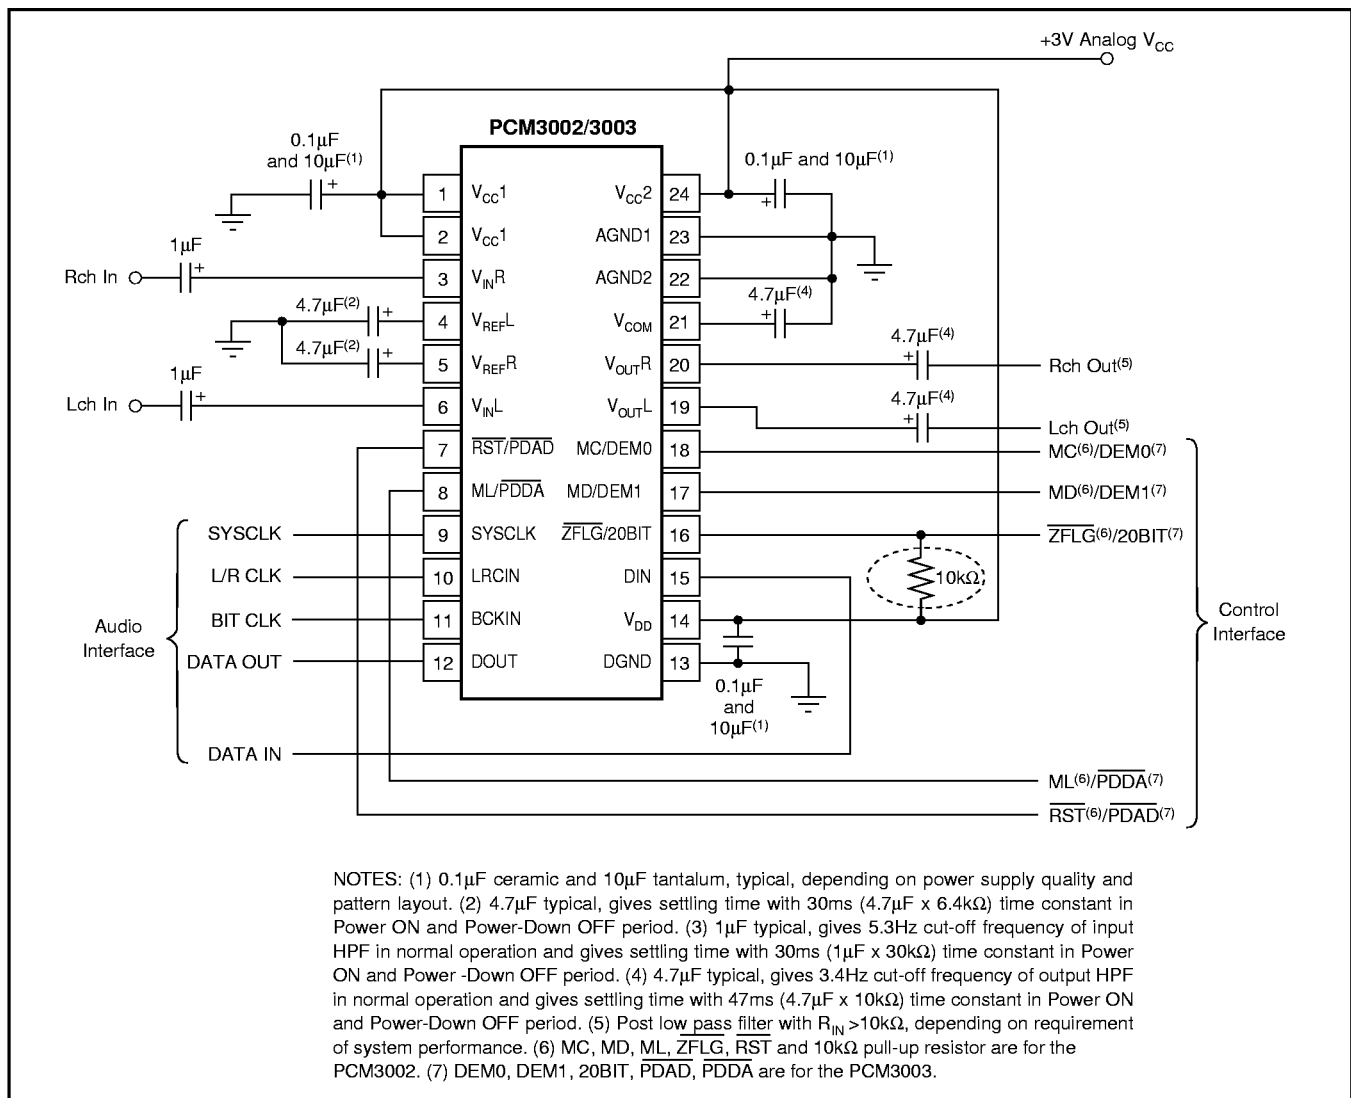 +3V Analog VCC
PCM3002/3003
0.1µF
and 10µF(1)
0.1µF and 10µF(1)
1 VCC1 VCC2 24
2 VCC1 AGND1 23
1µF
Rch In
3 VINR AGND2 22
4.7µF(2)
4.7µF(4)
4 VREFL VCOM 21
4.7µF(2)
4.7µF(4)
5 VREFR VOUTR 20
Rch Out(5)
1µF
4.7µF(4)
Lch In
6 VINL VOUTL 19
Lch Out(5)
7 RST/PDAD MC/DEM0 18
MC(6)/DEM0(7)
8 ML/PDDA MD/DEM1 17
MD(6)/DEM1(7)
SYSCLK
9 SYSCLK ZFLG/20BIT 16
ZFLG(6)/20BIT(7)
L/R CLK
10 LRCIN DIN 15
10kΩ
BIT CLK
11 BCKIN VDD 14
Audio
Interface
Control
Interface
DATA OUT
12 DOUT DGND 13
0.1µF
and
10µF(1)
DATA IN
ML(6)/PDDA(7)
RST(6)/PDAD(7)
NOTES: (1) 0.1µF ceramic and 10µF tantalum, typical, depending on power supply quality and
pattern layout. (2) 4.7µF typical, gives settling time with 30ms (4.7µF x 6.4kΩ) time constant in
Power ON and Power-Down OFF period. (3) 1µF typical, gives 5.3Hz cut-off frequency of input
HPF in normal operation and gives settling time with 30ms (1µF x 30kΩ) time constant in Power
ON and Power -Down OFF period. (4) 4.7µF typical, gives 3.4Hz cut-off frequency of output HPF
in normal operation and gives settling time with 47ms (4.7µF x 10kΩ) time constant in Power ON
and Power-Down OFF period. (5) Post low pass filter with RIN >10kΩ, depending on requirement
of system performance. (6) MC, MD, ML, ZFLG, RST and 10kΩ pull-up resistor are for the
PCM3002. (7) DEM0, DEM1, 20BIT, PDAD, PDDA are for the PCM3003.